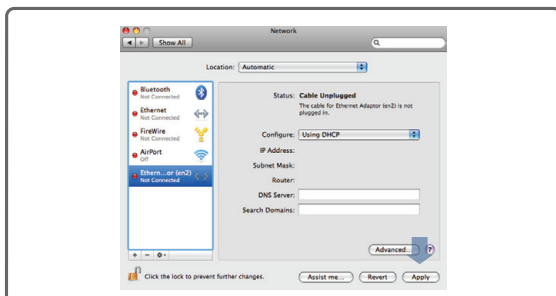 Network
Show All
Location: Automatic
Bluetooth
Not Connected
Ethernet
Not Connected
FireWire
Not Connected
AirPort
Off
Ethern...or (en2)
Not Connected
Status: Cable Unplugged
The cable for Ethernet Adaptor (en2) is not
plugged in.
Configure: Using DHCP
IP Address:
Subnet Mask:
Router:
DNS Server:
Search Domains:
Advanced... ?
Click the lock to prevent further changes.
Assist me... Revert Apply